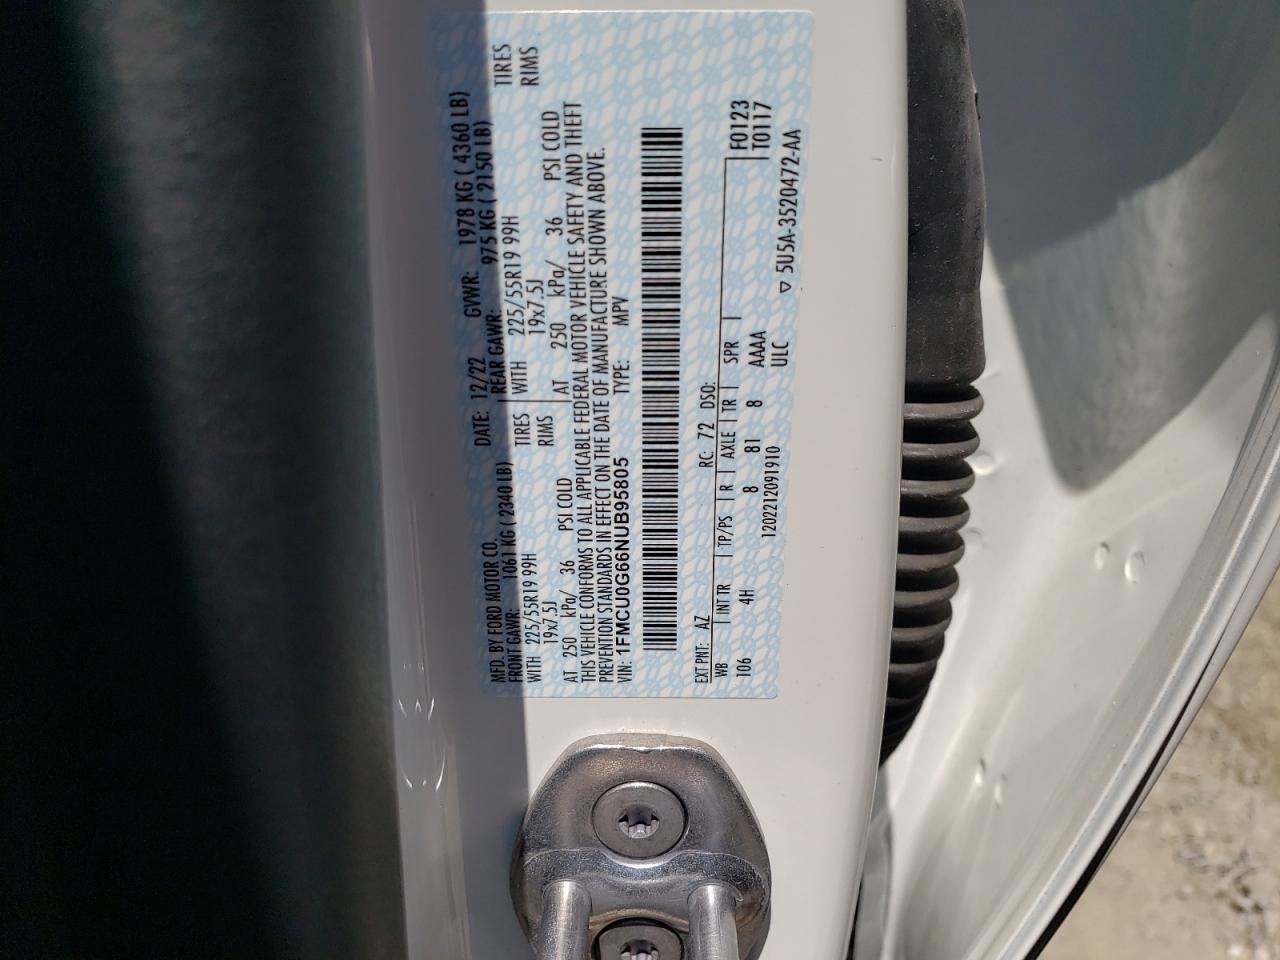 MFD. BY FORD MOTOR CO. DATE: 12/22 GVWR: 1978 KG ( 4360 LB)
FRONT GAWR: 1061 KG ( 2340 LB) REAR GAWR: 975 KG ( 2150 LB)
WITH 225/55R19 99H TIRES WITH 225/55R19 99H TIRES
19x7.5J RIMS 19x7.5J RIMS
AT 250 kPa/ 36 PSI COLD AT 250 kPa/ 36 PSI COLD
THIS VEHICLE CONFORMS TO ALL APPLICABLE FEDERAL MOTOR VEHICLE SAFETY AND THEFT
PREVENTION STANDARDS IN EFFECT ON THE DATE OF MANUFACTURE SHOWN ABOVE.
VIN: 1FMCU0G66NUB95805 TYPE: MPV
EXT PNT: AZ RC: 72 DSO: F0123
WB INT TR TP/PS R AXLE TR SPR T0117
106 4H 8 81 8 AAAA
1202212091910 ULC ▽ 5U5A-3520472-AA